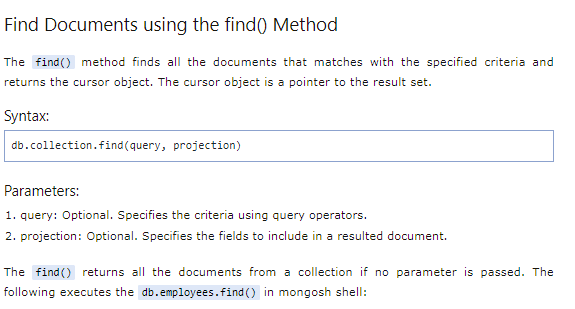 Find Documents using the find() Method
The find() method finds all the documents that matches with the specified criteria and
returns the cursor object. The cursor object is a pointer to the result set.
Syntax:
db.collection.find(query, projection)
Parameters:
1. query: Optional. Specifies the criteria using query operators.
2. projection: Optional. Specifies the fields to include in a resulted document.
The find() returns all the documents from a collection if no parameter is passed. The
following executes the db.employees.find() in mongosh shell: